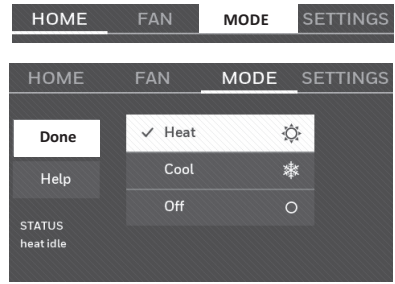 HOME FAN MODE SETTINGS
HOME FAN MODE SETTINGS
Done
Help
STATUS
heat idle
Heat
Cool
Off